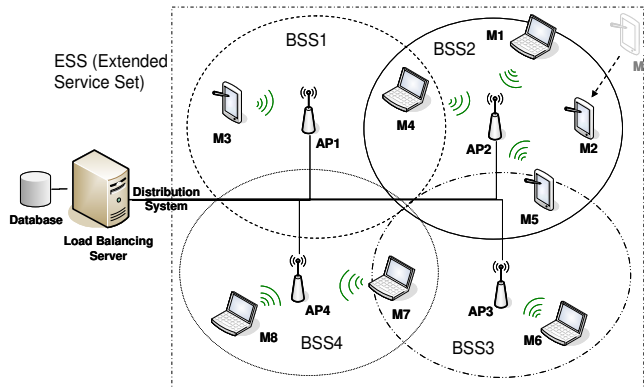 BSS1
BSS2
M1
ESS (Extended
Service Set)
M
M3
AP1
M4
AP2
M2
Distribution
System
M5
Database
Load Balancing
Server
AP4
M7
AP3
M8
M6
BSS4
BSS3